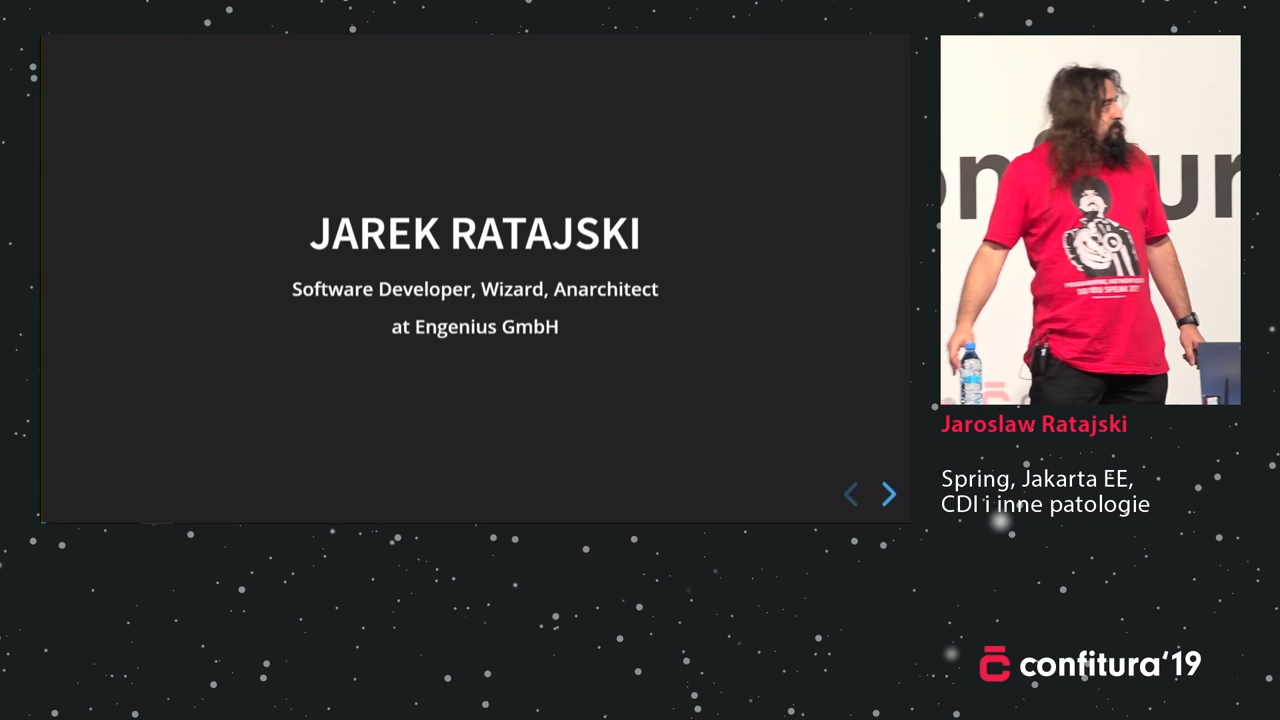 JAREK RATAJSKI
Software Developer, Wizard, Anarchitect
at Engenius GmbH
Jaroslaw Ratajski
Spring, Jakarta EE,
CDI i inne patologie
confitura‘19